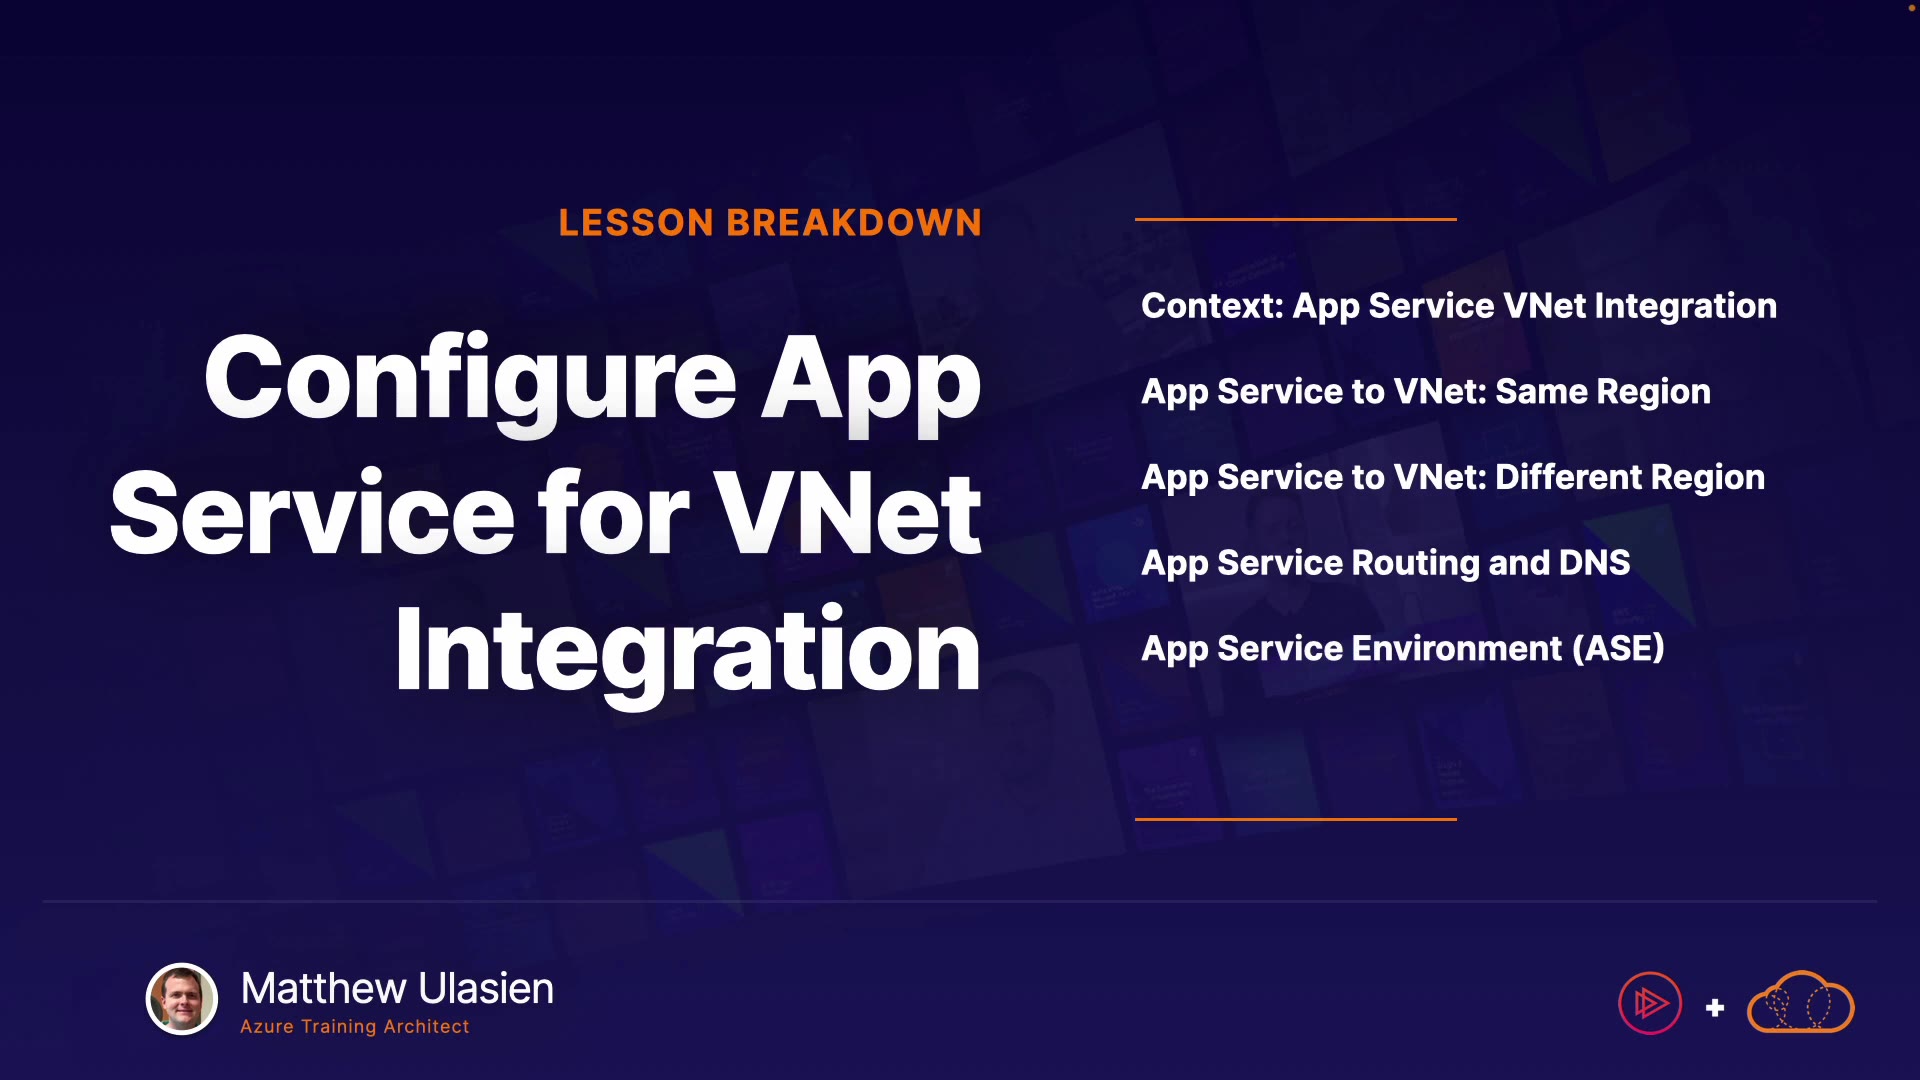 LESSON BREAKDOWN
Configure App
Service for VNet
Integration
Context: App Service VNet Integration
App Service to VNet: Same Region
App Service to VNet: Different Region
App Service Routing and DNS
App Service Environment (ASE)
Matthew Ulasien
Azure Training Architect
+